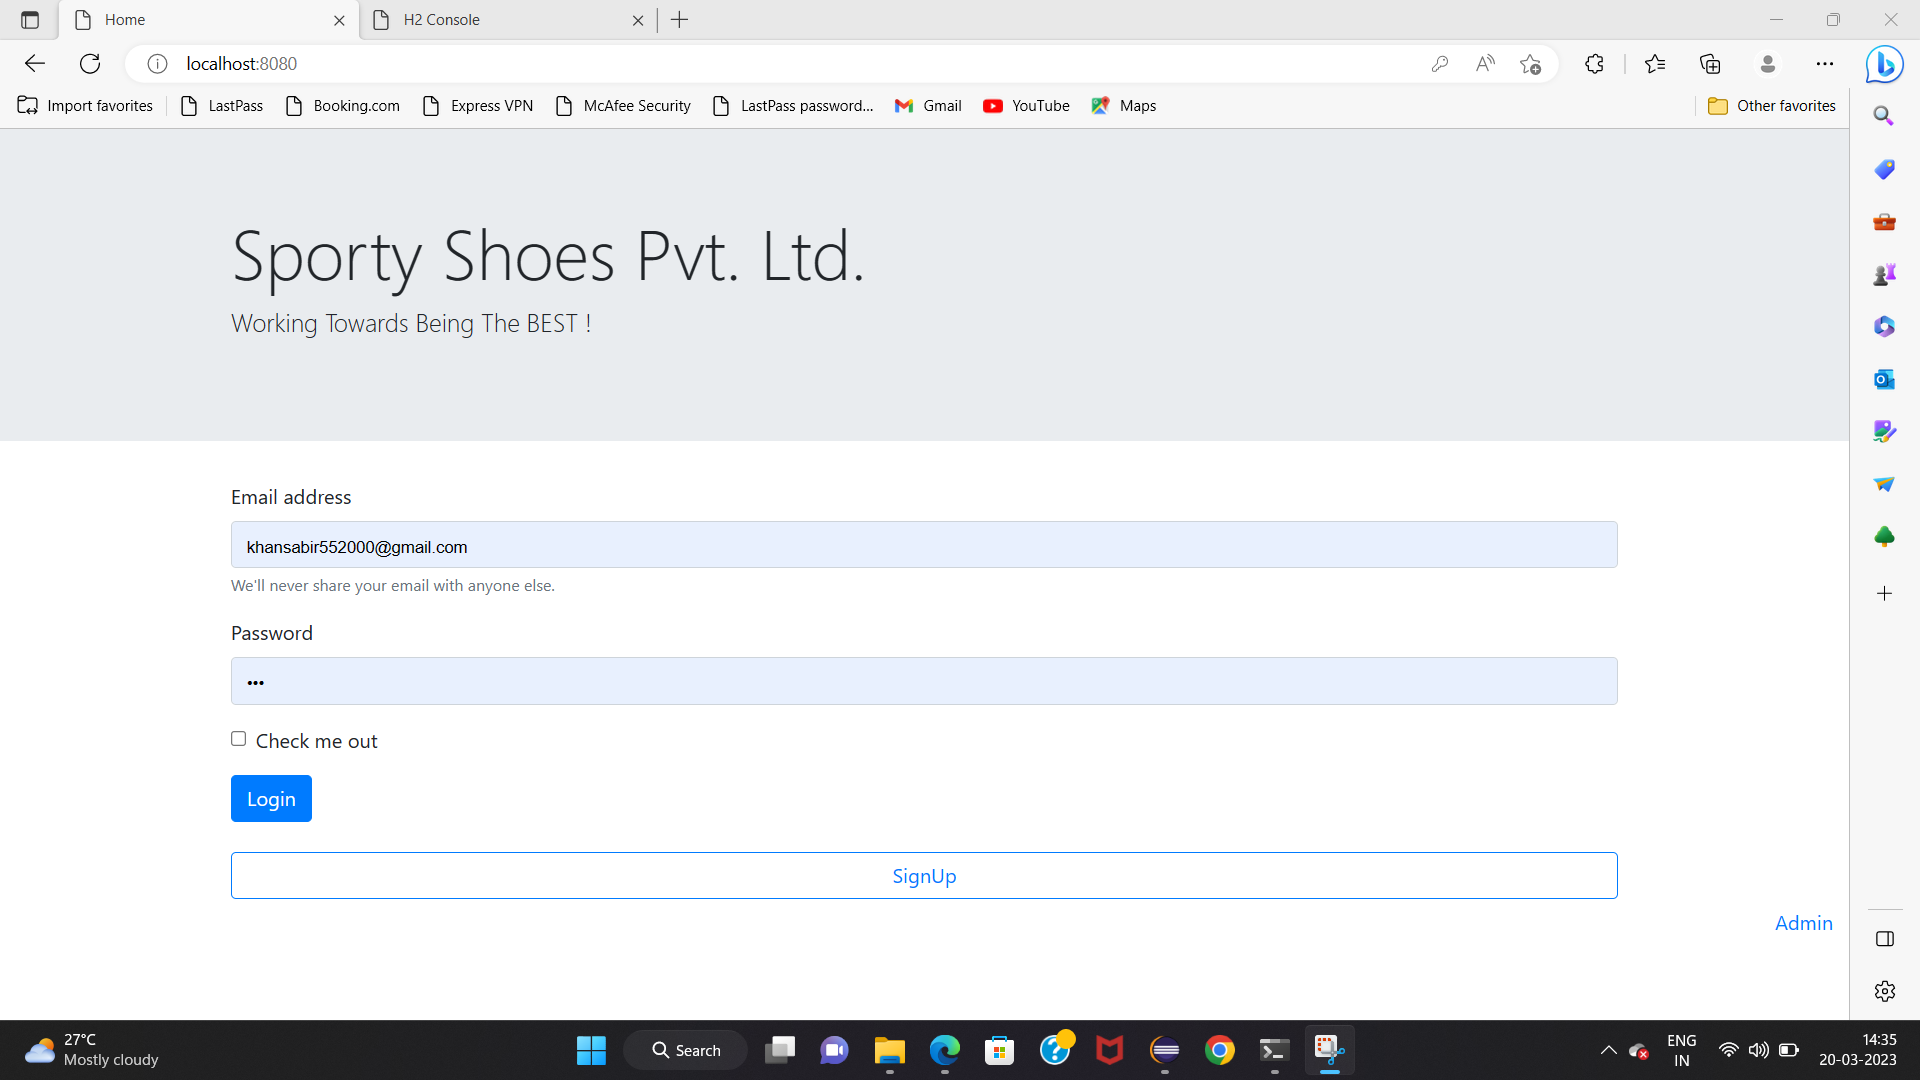 Home
H2 Console
localhost:8080
Import favorites
LastPass
Booking.com
Express VPN
McAfee Security
LastPass password...
Gmail
YouTube
Maps
Other favorites
Sporty Shoes Pvt. Ltd.
Working Towards Being The BEST !
Email address
khansabir552000@gmail.com
We'll never share your email with anyone else.
Password
•••
Check me out
Login
SignUp
Admin
27°C
Mostly cloudy
Search
ENG
IN
14:35
20-03-2023